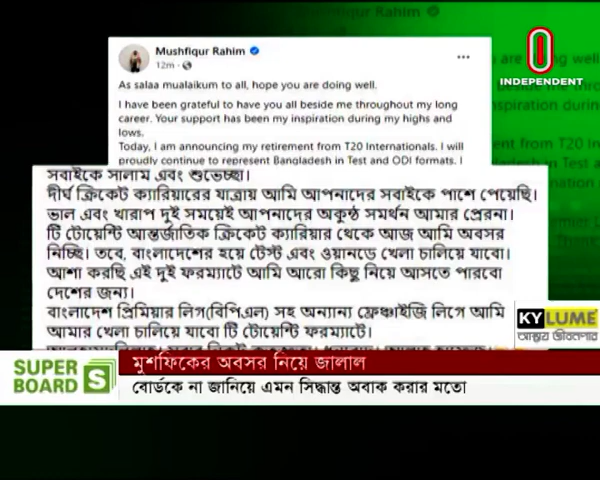 Mushfiqur Rahim
12m
As salaa mualaikum to all, hope you are doing well.
I have been grateful to have you all beside me throughout my long
career. Your support has been my inspiration during my highs and
lows.
Today, I am announcing my retirement from T20 Internationals. I will
proudly continue to represent Bangladesh in Test and ODI formats. I
INDEPENDENT
সবাইকে সালাম এবং শুভেচ্ছা।
দীর্ঘ ক্রিকেট ক্যারিয়ারের যাত্রায় আমি আপনাদের সবাইকে পাশে পেয়েছি।
ভাল এবং খারাপ দুই সময়েই আপনাদের অকুন্ঠ সমর্থন আমার প্রেরনা।
টি টোয়েন্টি আন্তর্জাতিক ক্রিকেট ক্যারিয়ার থেকে আজ আমি অবসর
নিচ্ছি। তবে, বাংলাদেশের হয়ে টেস্ট এবং ওয়ানডে খেলা চালিয়ে যাবো।
আশা করছি এই দুই ফরম্যাটে আমি আরো কিছু নিয়ে আসতে পারবো
দেশের জন্য।
বাংলাদেশ প্রিমিয়ার লিগ(বিপিএল) সহ অন্যান্য ফ্রেঞ্চাইজি লিগে আমি
আমার খেলা চালিয়ে যাবো টি টোয়েন্টি ফরম্যাটে।
KYLUME
SUPER
BOARD S
মুশফিকের অবসর নিয়ে জালাল
বোর্ডকে না জানিয়ে এমন সিদ্ধান্ত অবাক করার মতো